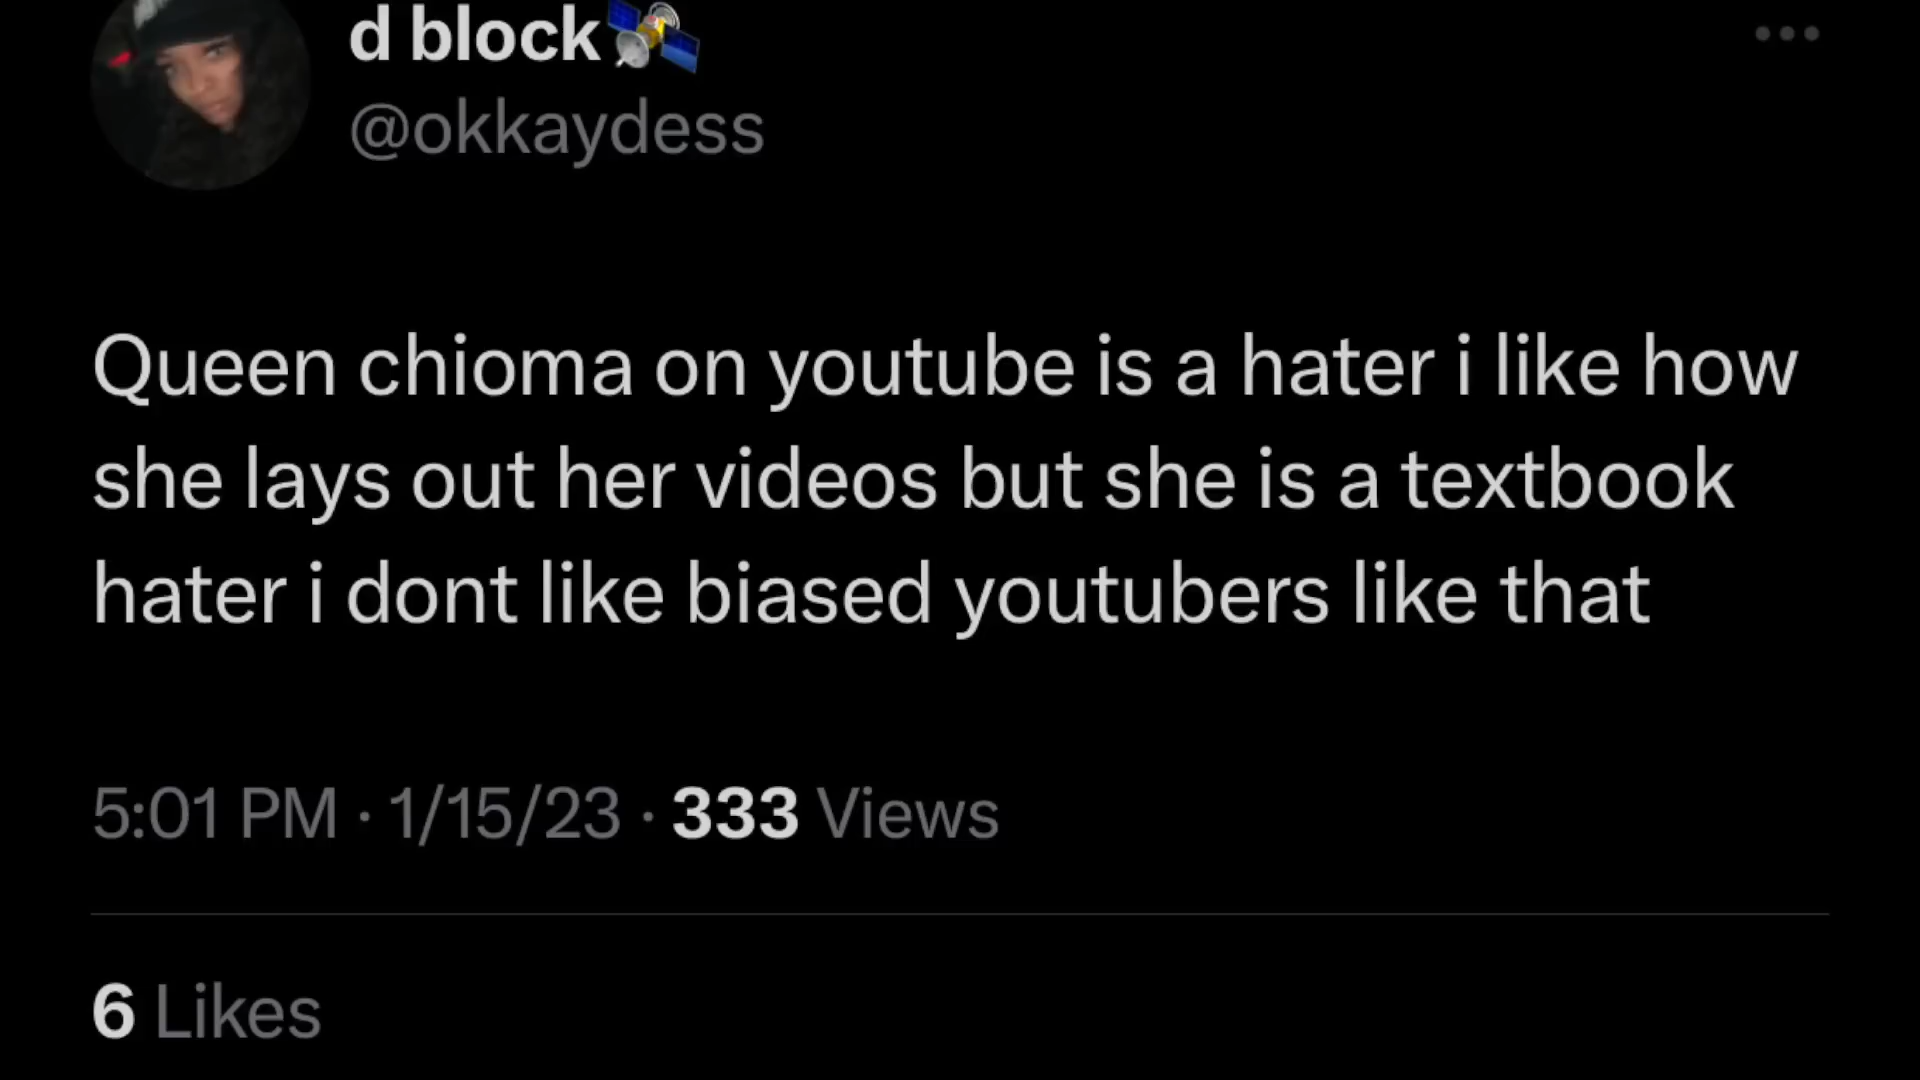 d block🛰️
@okkaydess
Queen chioma on youtube is a hater i like how
she lays out her videos but she is a textbook
hater i dont like biased youtubers like that
5:01 PM · 1/15/23 · 333 Views
6 Likes